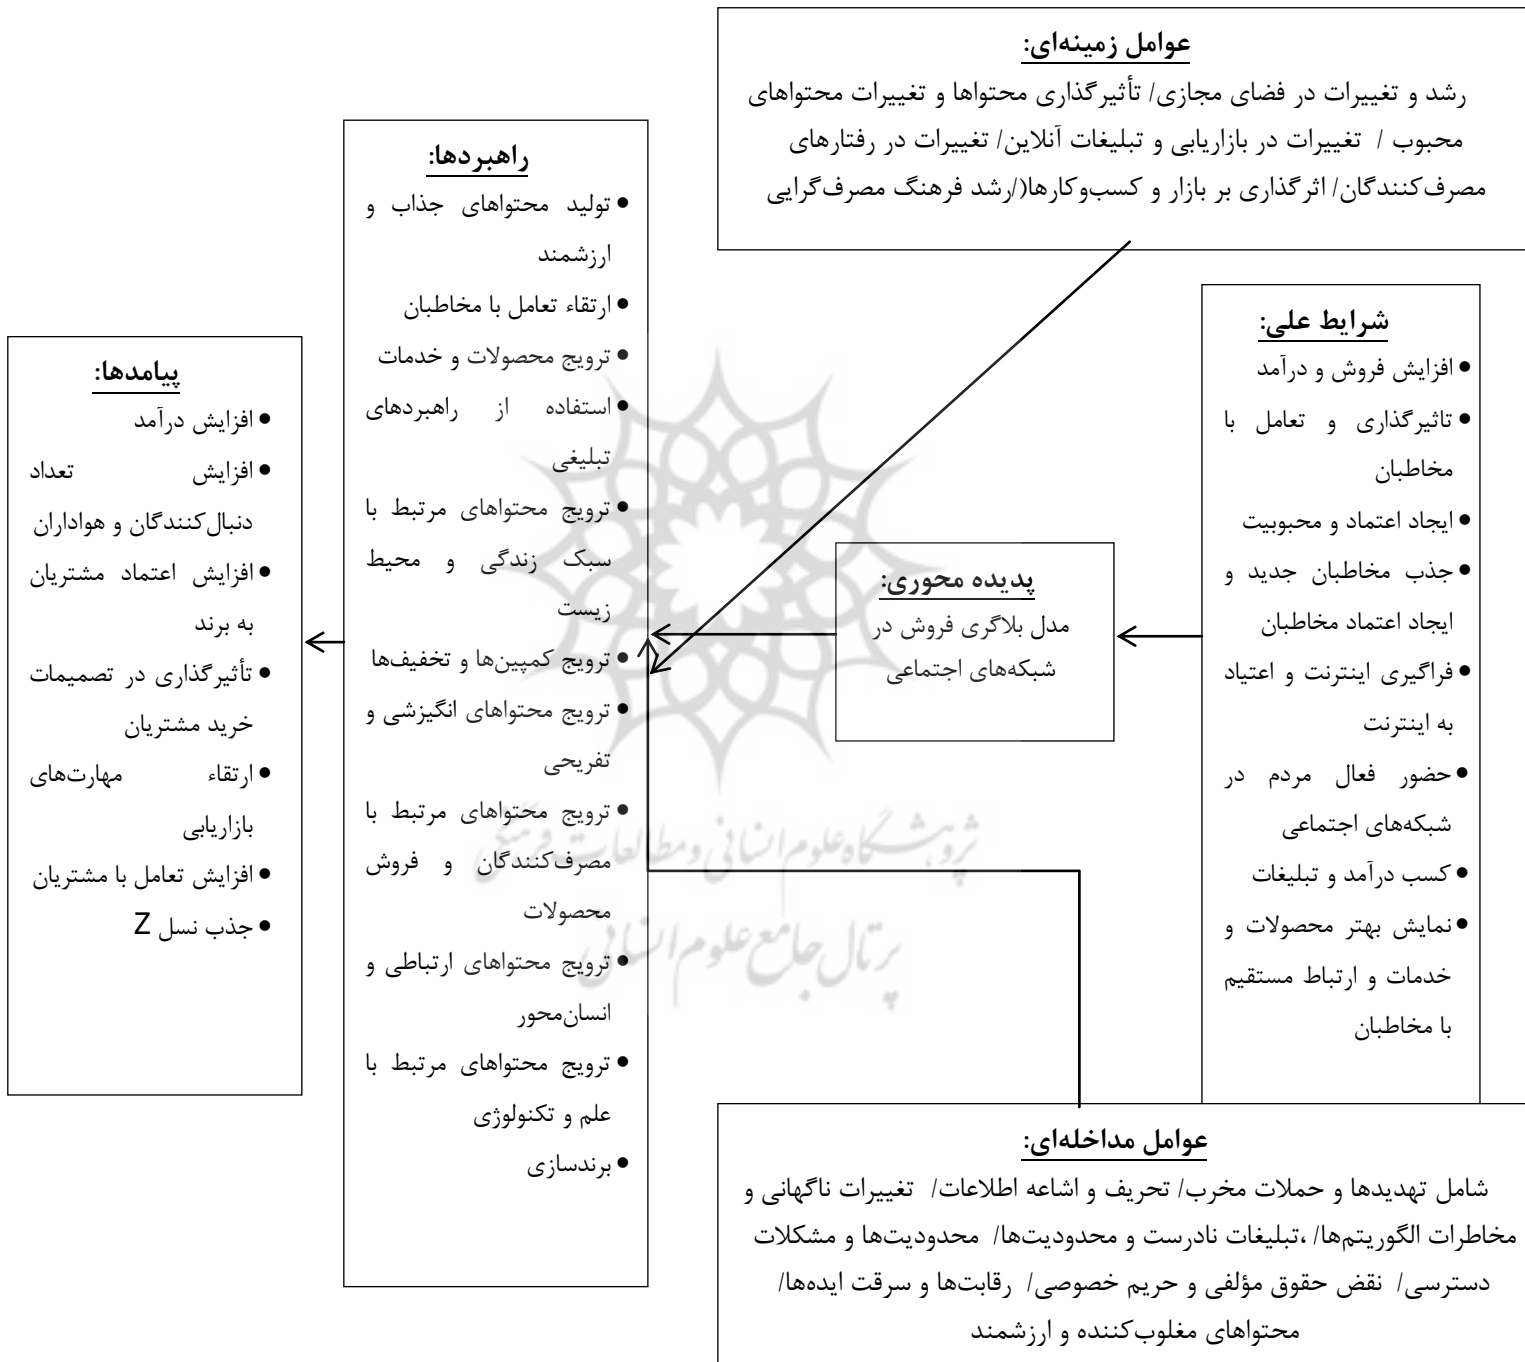 عوامل زمینه‌ای:
رشد و تغییرات در فضای مجازی/ تأثیرگذاری محتواها و تغییرات محتواهای
محبوب / تغییرات در بازاریابی و تبلیغات آنلاین/ تغییرات در رفتارهای
مصرف‌کنندگان/ اثرگذاری بر بازار و کسب‌وکارها(/رشد فرهنگ مصرف‌گرایی
شرایط علی:
• افزایش فروش و درآمد
• تاثیرگذاری و تعامل با
مخاطبان
• ایجاد اعتماد و محبوبیت
• جذب مخاطبان جدید و
ایجاد اعتماد مخاطبان
• فراگیری اینترنت و اعتیاد
به اینترنت
• حضور فعال مردم در
شبکه‌های اجتماعی
• کسب درآمد و تبلیغات
• نمایش بهتر محصولات و
خدمات و ارتباط مستقیم
با مخاطبان
پدیده محوری:
مدل بلاگری فروش در
شبکه‌های اجتماعی
راهبردها:
• تولید محتواهای جذاب و
ارزشمند
• ارتقاء تعامل با مخاطبان
• ترویج محصولات و خدمات
• استفاده از راهبردهای
تبلیغی
• ترویج محتواهای مرتبط با
سبک زندگی و محیط
زیست
• ترویج کمپین‌ها و تخفیف‌ها
• ترویج محتواهای انگیزشی و
تفریحی
• ترویج محتواهای مرتبط با
مصرف‌کنندگان و فروش
محصولات
• ترویج محتواهای ارتباطی و
انسان‌محور
• ترویج محتواهای مرتبط با
علم و تکنولوژی
• برندسازی
پیامدها:
• افزایش درآمد
• افزایش تعداد
دنبال‌کنندگان و هواداران
• افزایش اعتماد مشتریان
به برند
• تأثیرگذاری در تصمیمات
خرید مشتریان
• ارتقاء مهارت‌های
بازاریابی
• افزایش تعامل با مشتریان
• جذب نسل Z
عوامل مداخله‌ای:
شامل تهدیدها و حملات مخرب/ تحریف و اشاعه اطلاعات/ تغییرات ناگهانی و
مخاطرات الگوریتم‌ها/ ،تبلیغات نادرست و محدودیت‌ها/ محدودیت‌ها و مشکلات
دسترسی/ نقض حقوق مؤلفی و حریم خصوصی/ رقابت‌ها و سرقت ایده‌ها/
محتواهای مغلوب‌کننده و ارزشمند
پژوهشگاه علوم انسانی و مطالعات فرهنگی
پرتال جامع علوم انسانی